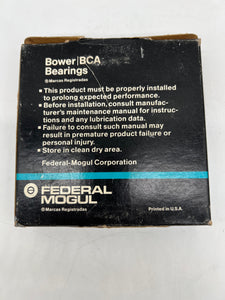 Bower/BCA
Bearings
® Marcas Registradas
■ This product must be properly installed
to prolong expected performance.
■ Before installation, consult manufac-
turer's maintenance manual for instruc-
tions and any lubrication data.
■ Failure to consult such manual may
result in premature product failure or
personal injury.
■ Store in clean dry area.
Federal-Mogul Corporation
FEDERAL
MOGUL
® Marcas Registradas
Printed in U.S.A.